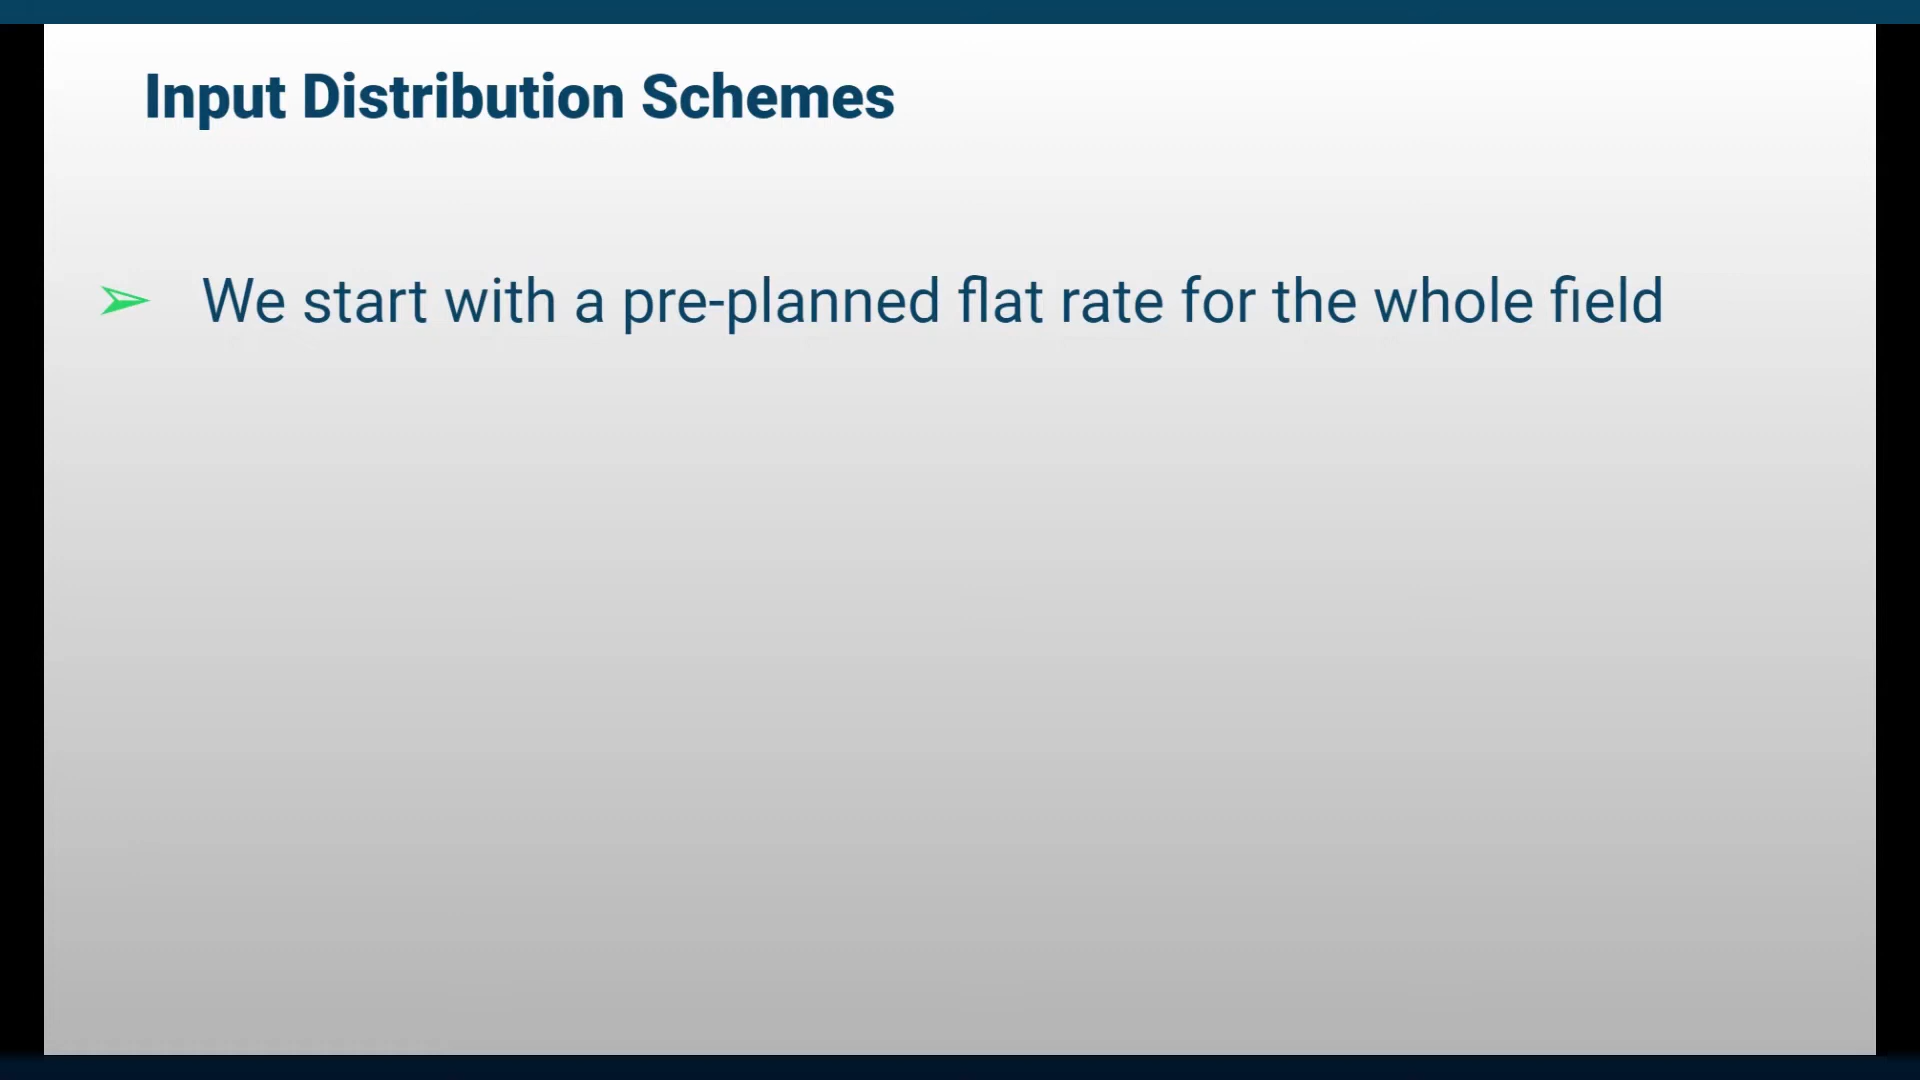 Input Distribution Schemes
➢ We start with a pre-planned flat rate for the whole field